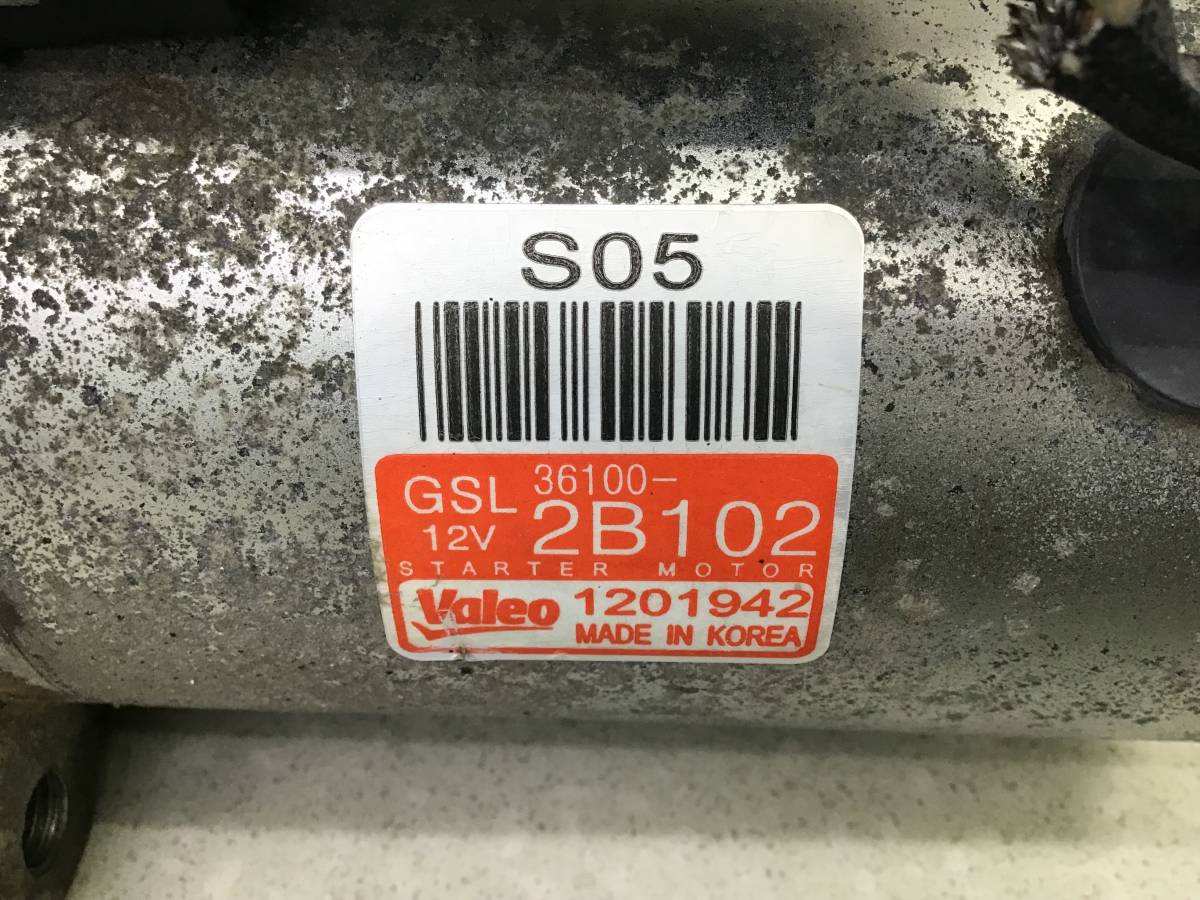 S05
GSL 36100-
12V 2B102
STARTER MOTOR
Valeo 1201942
MADE IN KOREA